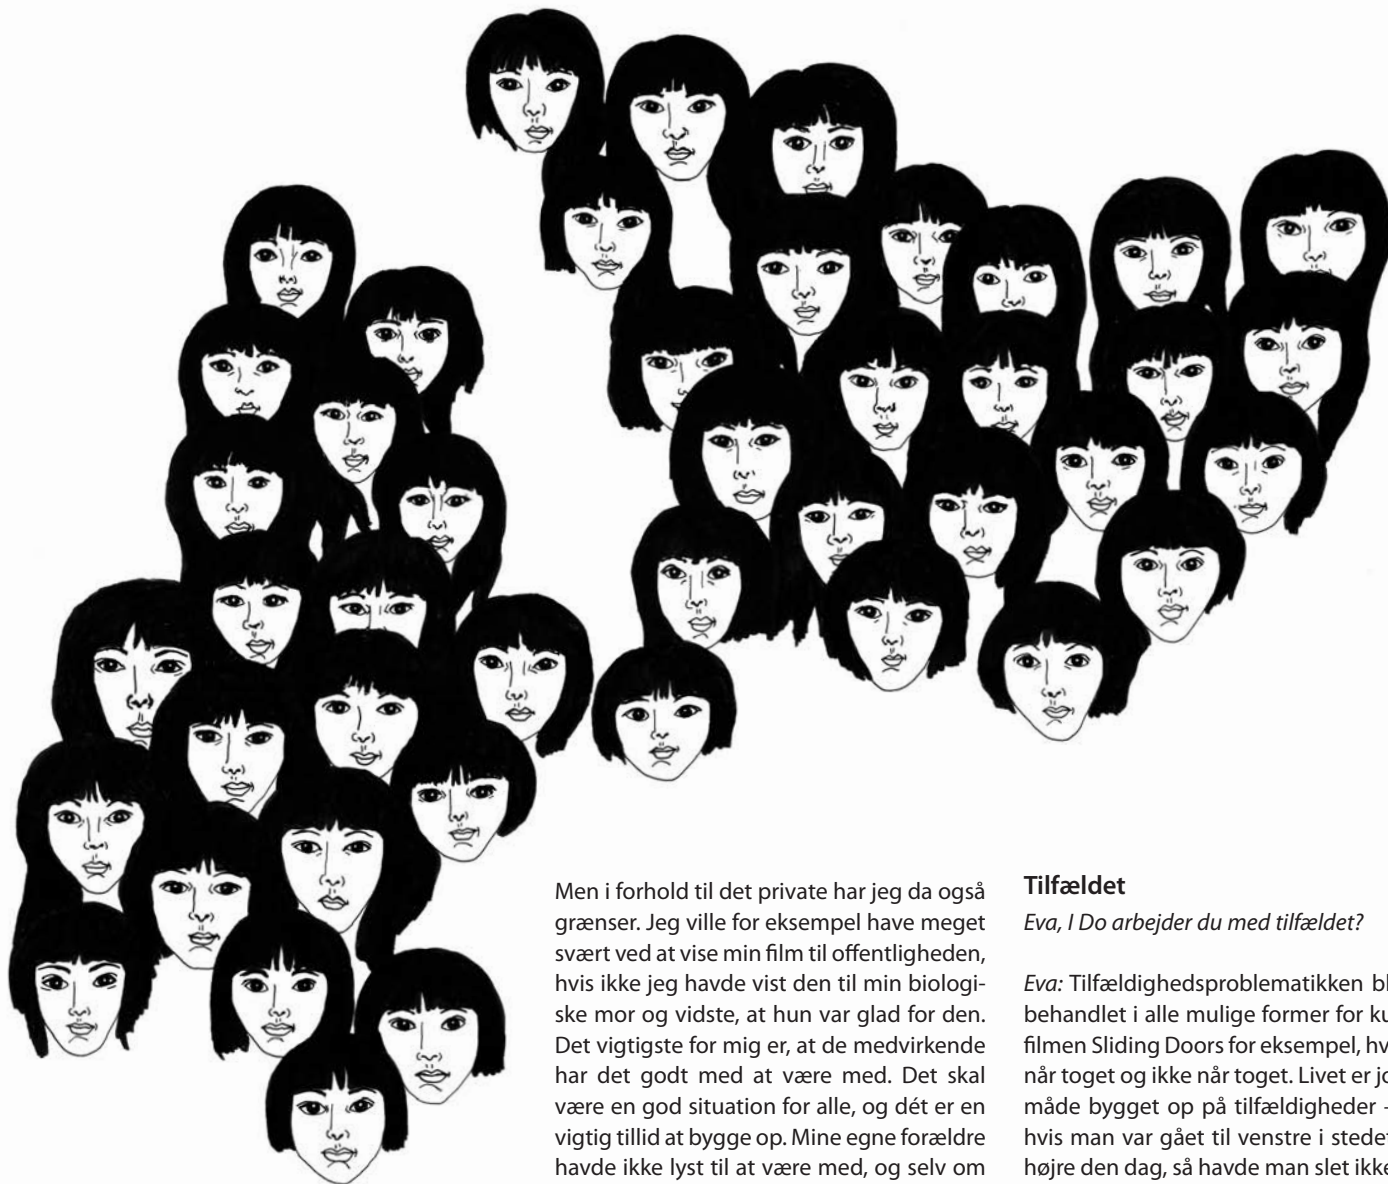 Men i forhold til det private har jeg da også
grænser. Jeg ville for eksempel have meget
svært ved at vise min film til offentligheden,
hvis ikke jeg havde vist den til min biologi-
ske mor og vidste, at hun var glad for den.
Det vigtigste for mig er, at de medvirkende
har det godt med at være med. Det skal
være en god situation for alle, og dét er en
vigtig tillid at bygge op. Mine egne forældre
havde ikke lyst til at være med, og selv om
Tilfældet
Eva, I Do arbejder du med tilfældet?
Eva: Tilfældighedsproblematikken
behandlet i alle mulige former for
filmen Sliding Doors for eksempel,
når toget og ikke når toget. Livet er
måde bygget op på tilfældigheder -
hvis man var gået til venstre i
højre den dag, så havde man slet ikke